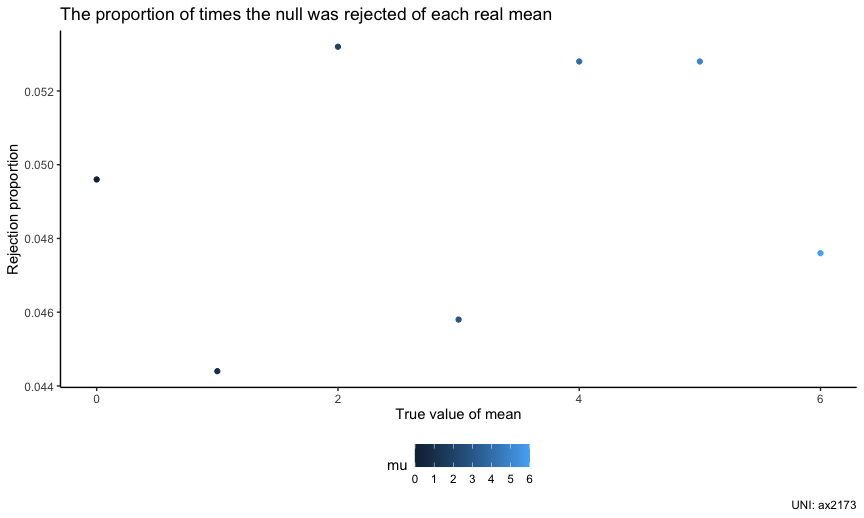 The proportion of times the null was rejected of each real mean
Rejection proportion
0.052
0.050
0.048
0.046
0.044
0 2 4 6
True value of mean
mu
0 1 2 3 4 5 6
UNI: ax2173